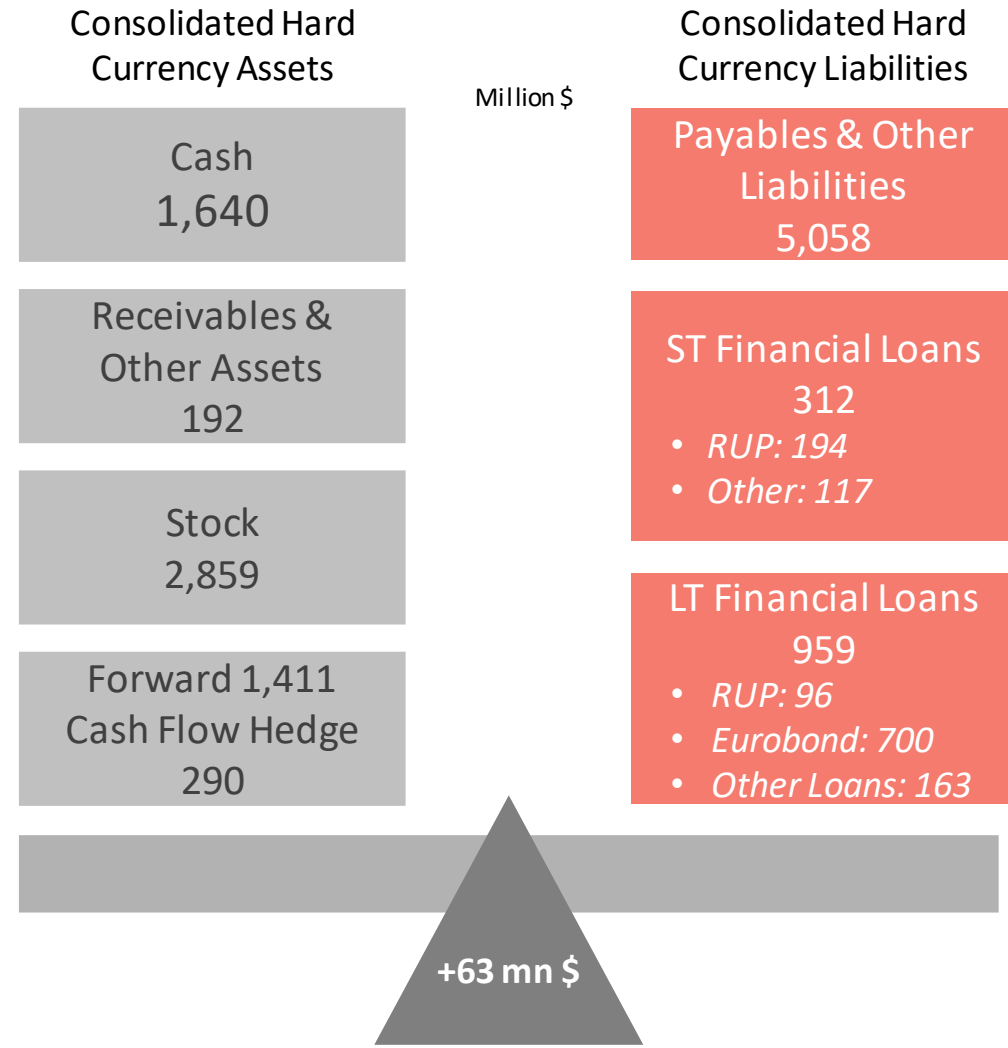 Consolidated Hard
Currency Assets
Million $
Consolidated Hard
Currency Liabilities
Cash
1,640
Receivables &
Other Assets
192
Stock
2,859
Forward 1,411
Cash Flow Hedge
290
Payables & Other
Liabilities
5,058
ST Financial Loans
312
• RUP: 194
• Other: 117
LT Financial Loans
959
• RUP: 96
• Eurobond: 700
• Other Loans: 163
+63 mn $